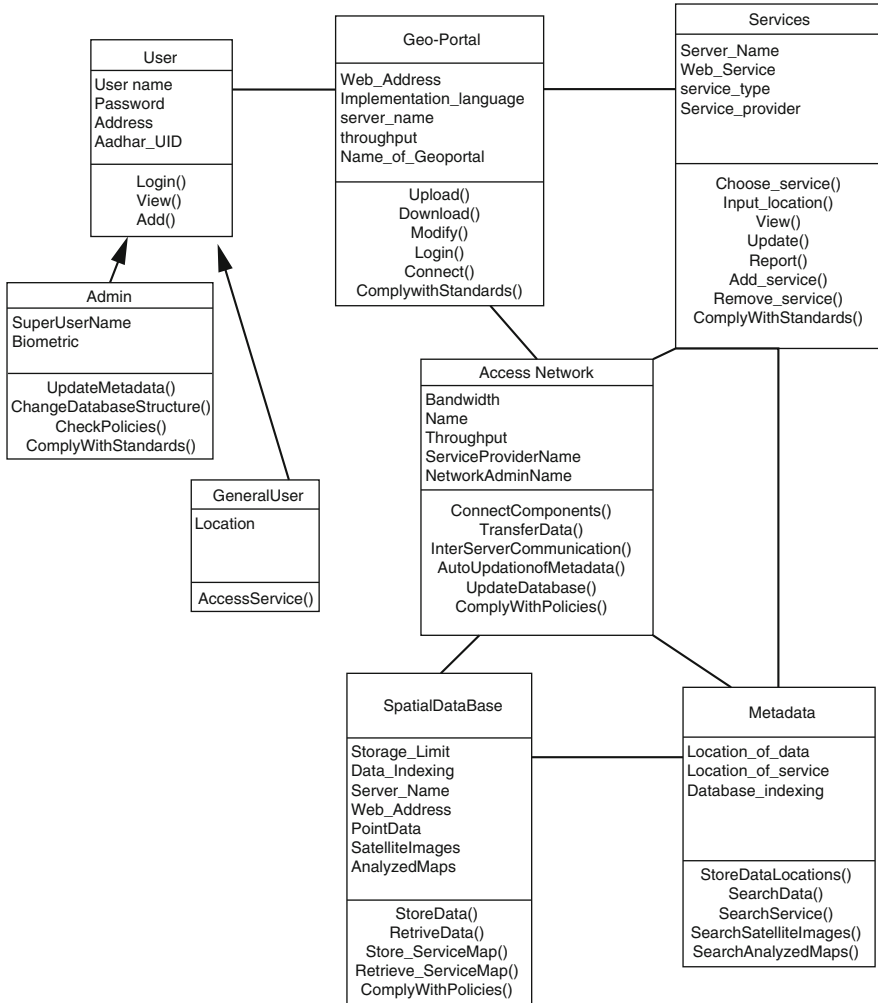 User
User name
Password
Address
Aadhar_UID
Login()
View()
Add()
Geo-Portal
Web_Address
Implementation_language
server_name
throughput
Name_of_Geoportal
Upload()
Download()
Modify()
Login()
Connect()
ComplywithStandards()
Services
Server_Name
Web_Service
service_type
Service_provider
Choose_service()
Input_location()
View()
Update()
Report()
Add_service()
Remove_service()
ComplyWithStandards()
Admin
SuperUserName
Biometric
UpdateMetadata()
ChangeDatabaseStructure()
CheckPolicies()
ComplyWithStandards()
GeneralUser
Location
AccessService()
Access Network
Bandwidth
Name
Throughput
ServiceProviderName
NetworkAdminName
ConnectComponents()
TransferData()
InterServerCommunication()
AutoUpdationofMetadata()
UpdateDatabase()
ComplyWithPolicies()
SpatialDataBase
Storage_Limit
Data_Indexing
Server_Name
Web_Address
PointData
SatelliteImages
AnalyzedMaps
StoreData()
RetriveData()
Store_ServiceMap()
Retrieve_ServiceMap()
ComplyWithPolicies()
Metadata
Location_of_data
Location_of_service
Database_indexing
StoreDataLocations()
SearchData()
SearchService()
SearchSatelliteImages()
SearchAnalyzedMaps()